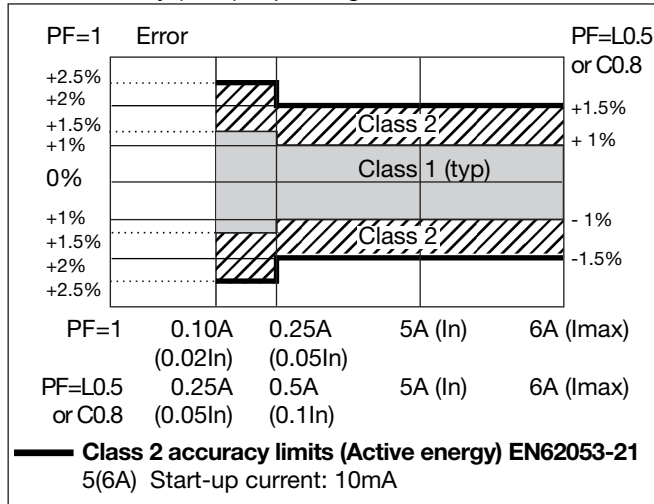 PF=1 Error PF=L0.5
or C0.8
+2.5%
+2%
+1.5%
+1%
0%
+1%
+1.5%
+2%
+2.5%
Class 2
Class 1 (typ)
Class 2
+1.5%
+ 1%
- 1%
-1.5%
PF=1 0.10A 0.25A 5A (In) 6A (Imax)
(0.02In) (0.05In)
PF=L0.5 0.25A 0.5A 5A (In) 6A (Imax)
or C0.8 (0.05In) (0.1In)
Class 2 accuracy limits (Active energy) EN62053-21
5(6A) Start-up current: 10mA